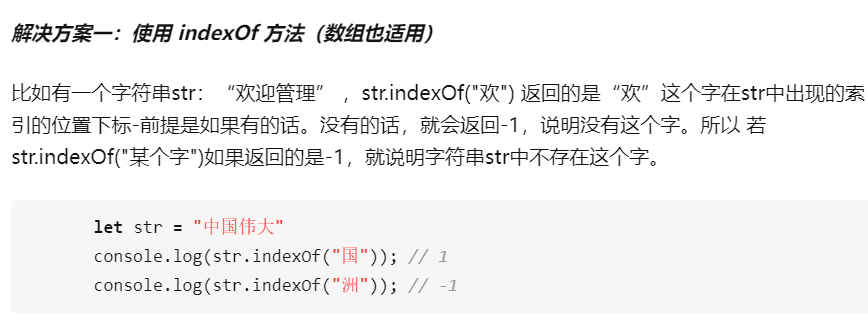 解决方案一：使用 indexOf 方法（数组也适用）
比如有一个字符串str：“欢迎管理” ，str.indexOf("欢") 返回的是“欢”这个字在str中出现的索
引的位置下标-前提是如果有的话。没有的话，就会返回-1，说明没有这个字。所以 若
str.indexOf("某个字")如果返回的是-1，就说明字符串str中不存在这个字。
let str = "中国伟大"
console.log(str.indexOf("国")); // 1
console.log(str.indexOf("洲")); // -1